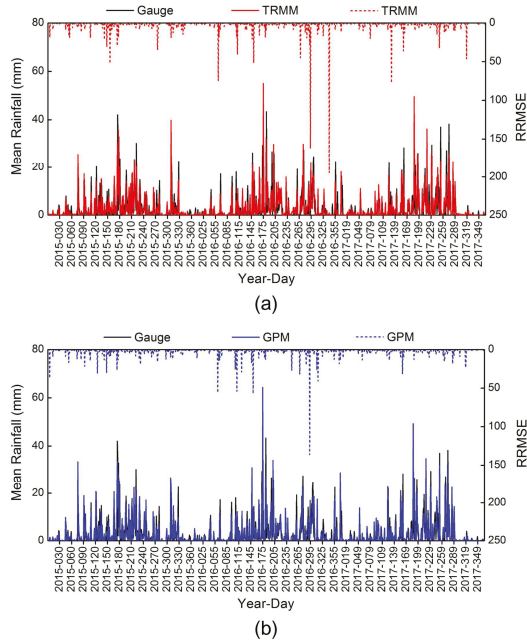 (a)
Gauge TRMM TRMM
80 0
60 50
40 100
150
20 200
0 250
Mean Rainfall (mm)
RRMSE
2015-030 2015-060 2015-090 2015-120 2015-150 2015-180 2015-210 2015-240 2015-270 2015-300 2015-330 2015-360 2016-025 2016-055 2016-085 2016-115 2016-145 2016-175 2016-205 2016-235 2016-265 2016-295 2016-325 2016-355 2017-019 2017-049 2017-079 2017-109 2017-139 2017-169 2017-199 2017-229 2017-259 2017-289 2017-319 2017-349
Year-Day
(a)
Gauge GPM GPM
80 0
60 50
40 100
150
20 200
0 250
Mean Rainfall (mm)
RRMSE
2015-030 2015-060 2015-090 2015-120 2015-150 2015-180 2015-210 2015-240 2015-270 2015-300 2015-330 2015-360 2016-025 2016-055 2016-085 2016-115 2016-145 2016-175 2016-205 2016-235 2016-265 2016-295 2016-325 2016-355 2017-019 2017-049 2017-079 2017-109 2017-139 2017-169 2017-199 2017-229 2017-259 2017-289 2017-319 2017-349
Year-Day
(b)